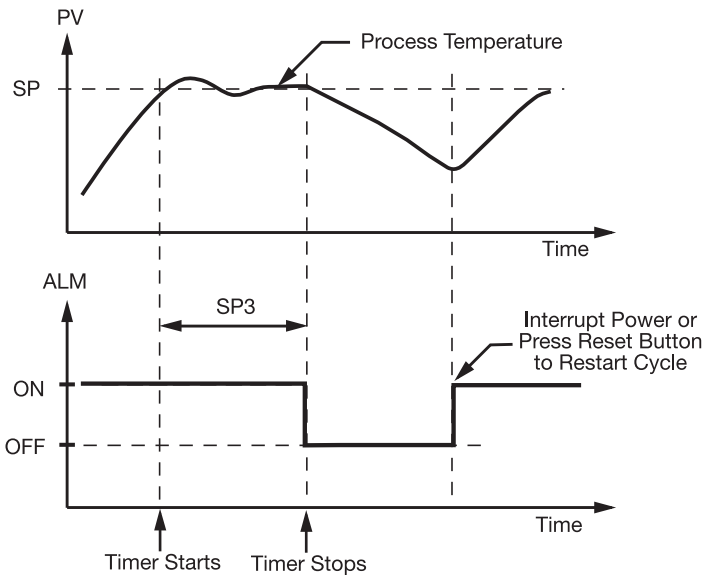 PV
Process Temperature
SP
Time
ALM
SP3
Interrupt Power or
Press Reset Button
to Restart Cycle
ON
OFF
Time
Timer Starts
Timer Stops